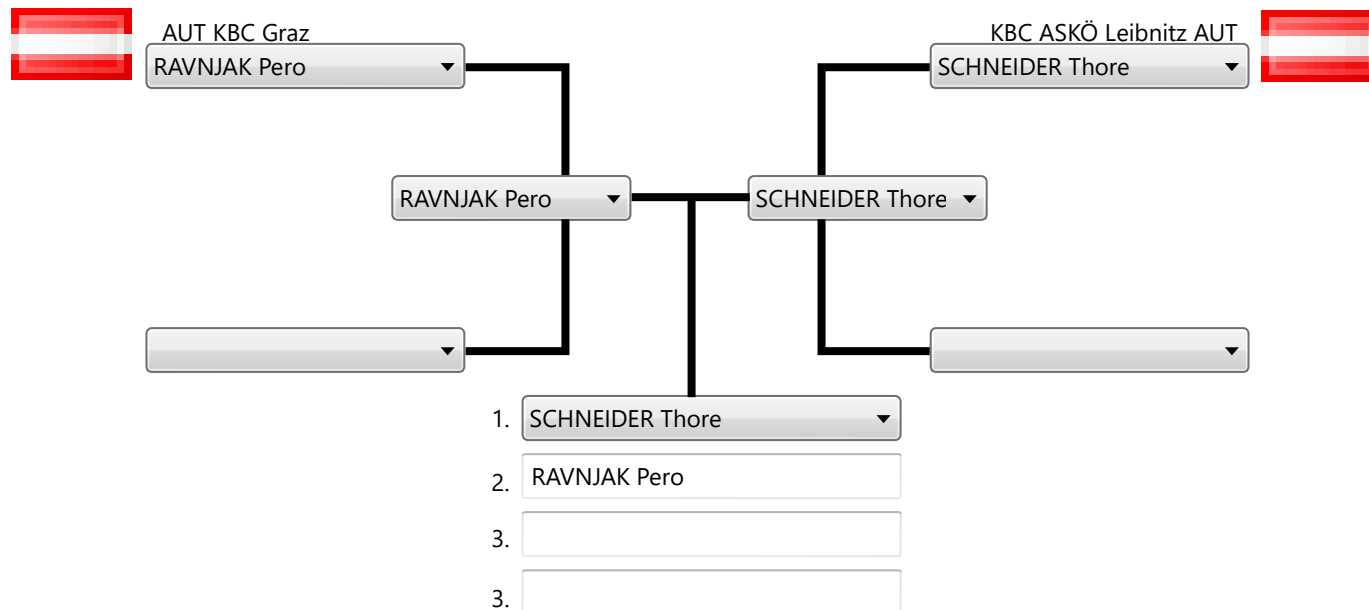 AUT KBC Graz
KBC ASKÖ Leibnitz AUT
RAVNJAK Pero
SCHNEIDER Thore
RAVNJAK Pero
SCHNEIDER Thore
1. SCHNEIDER Thore
2. RAVNJAK Pero
3.
3.